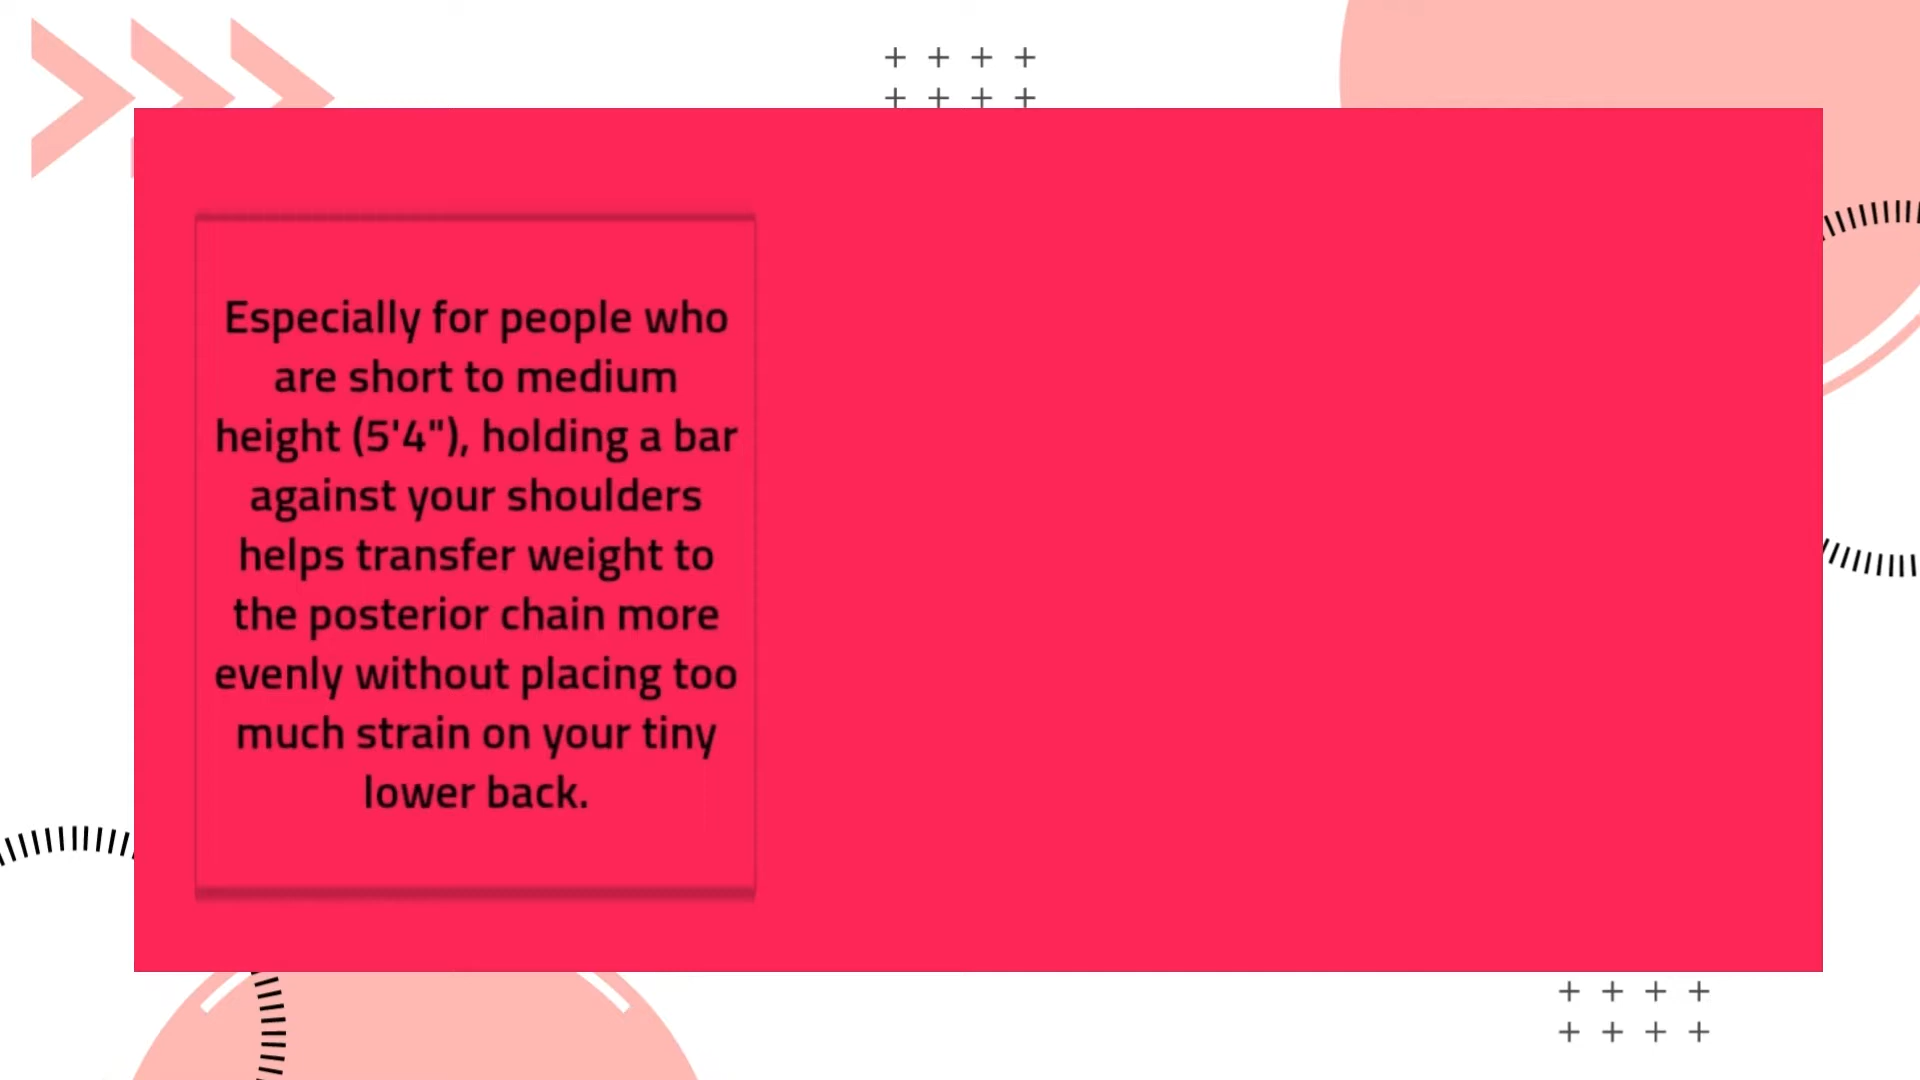 Especially for people who
are short to medium
height (5'4"), holding a bar
against your shoulders
helps transfer weight to
the posterior chain more
evenly without placing too
much strain on your tiny
lower back.